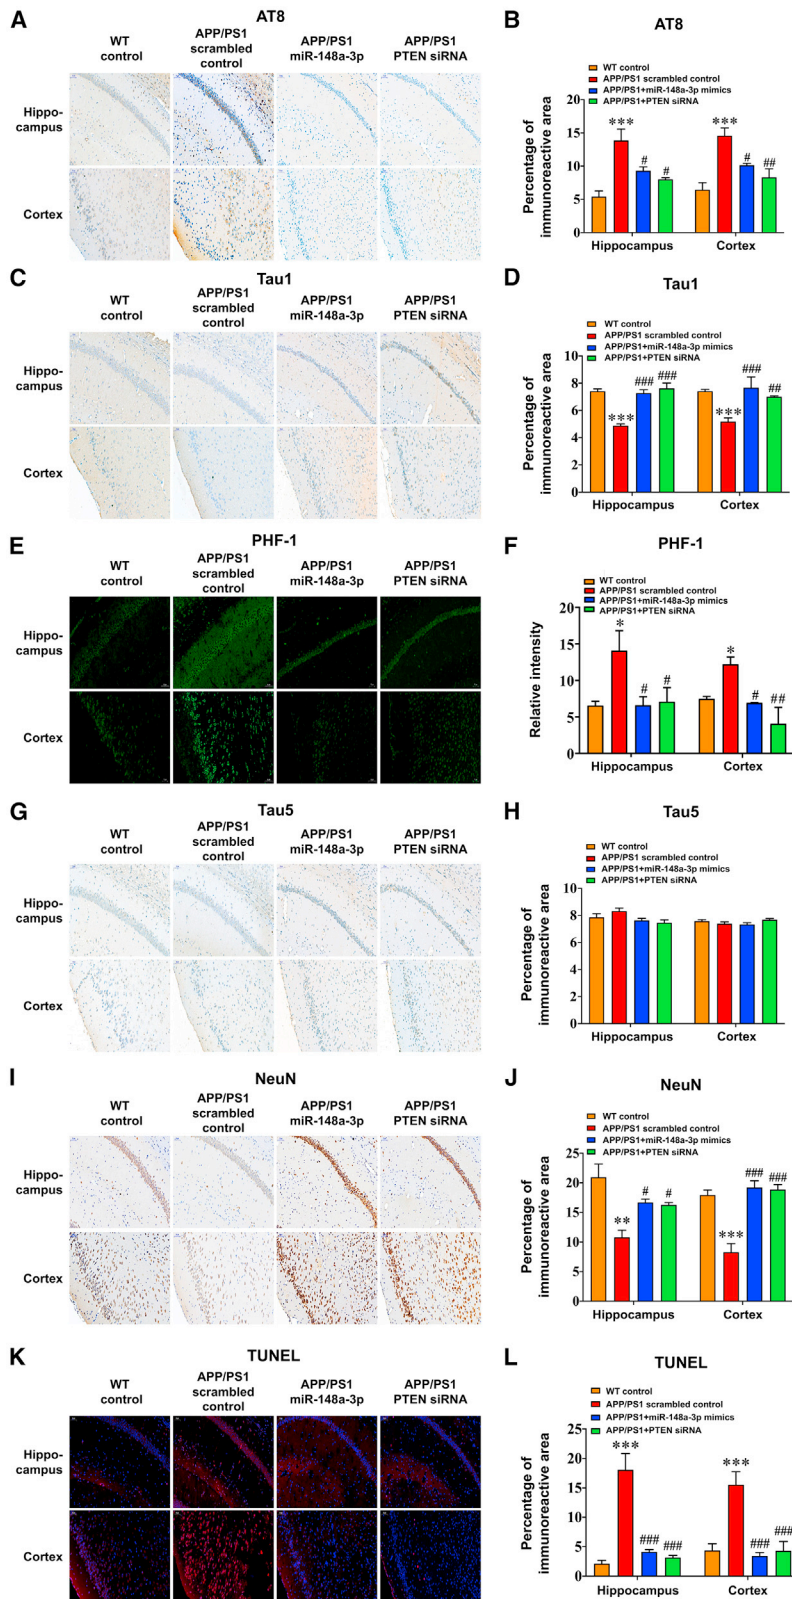 A
AT8
WT
control
APP/PS1
scrambled
control
APP/PS1
miR-148a-3p
APP/PS1
PTEN siRNA
Hippo-
campus
Cortex
B
AT8
WT control
APP/PS1 scrambled control
APP/PS1+miR-148a-3p mimics
APP/PS1+PTEN siRNA
Percentage of
immunoreactive area
20
15
10
5
0
***
#
#
***
#
##
Hippocampus
Cortex
C
Tau1
WT
control
APP/PS1
scrambled
control
APP/PS1
miR-148a-3p
APP/PS1
PTEN siRNA
Hippo-
campus
Cortex
D
Tau1
WT control
APP/PS1 scrambled control
APP/PS1+miR-148a-3p mimics
APP/PS1+PTEN siRNA
Percentage of
immunoreactive area
10
8
6
4
2
0
***
###
###
***
###
##
Hippocampus
Cortex
E
PHF-1
WT
control
APP/PS1
scrambled
control
APP/PS1
miR-148a-3p
APP/PS1
PTEN siRNA
Hippo-
campus
Cortex
F
PHF-1
WT control
APP/PS1 scrambled control
APP/PS1+miR-148a-3p mimics
APP/PS1+PTEN siRNA
Relative intensity
20
15
10
5
0
*
#
#
*
#
##
Hippocampus
Cortex
G
Tau5
WT
control
APP/PS1
scrambled
control
APP/PS1
miR-148a-3p
APP/PS1
PTEN siRNA
Hippo-
campus
Cortex
H
Tau5
WT control
APP/PS1 scrambled control
APP/PS1+miR-148a-3p mimics
APP/PS1+PTEN siRNA
Percentage of
immunoreactive area
10
8
6
4
2
0
Hippocampus
Cortex
I
NeuN
WT
control
APP/PS1
scrambled
control
APP/PS1
miR-148a-3p
APP/PS1
PTEN siRNA
Hippo-
campus
Cortex
J
NeuN
WT control
APP/PS1 scrambled control
APP/PS1+miR-148a-3p mimics
APP/PS1+PTEN siRNA
Percentage of
immunoreactive area
25
20
15
10
5
0
**
#
#
***
###
###
Hippocampus
Cortex
K
TUNEL
WT
control
APP/PS1
scrambled
control
APP/PS1
miR-148a-3p
APP/PS1
PTEN siRNA
Hippo-
campus
Cortex
L
TUNEL
WT control
APP/PS1 scrambled control
APP/PS1+miR-148a-3p mimics
APP/PS1+PTEN siRNA
Percentage of
immunoreactive area
25
20
15
10
5
0
***
###
###
***
###
###
Hippocampus
Cortex